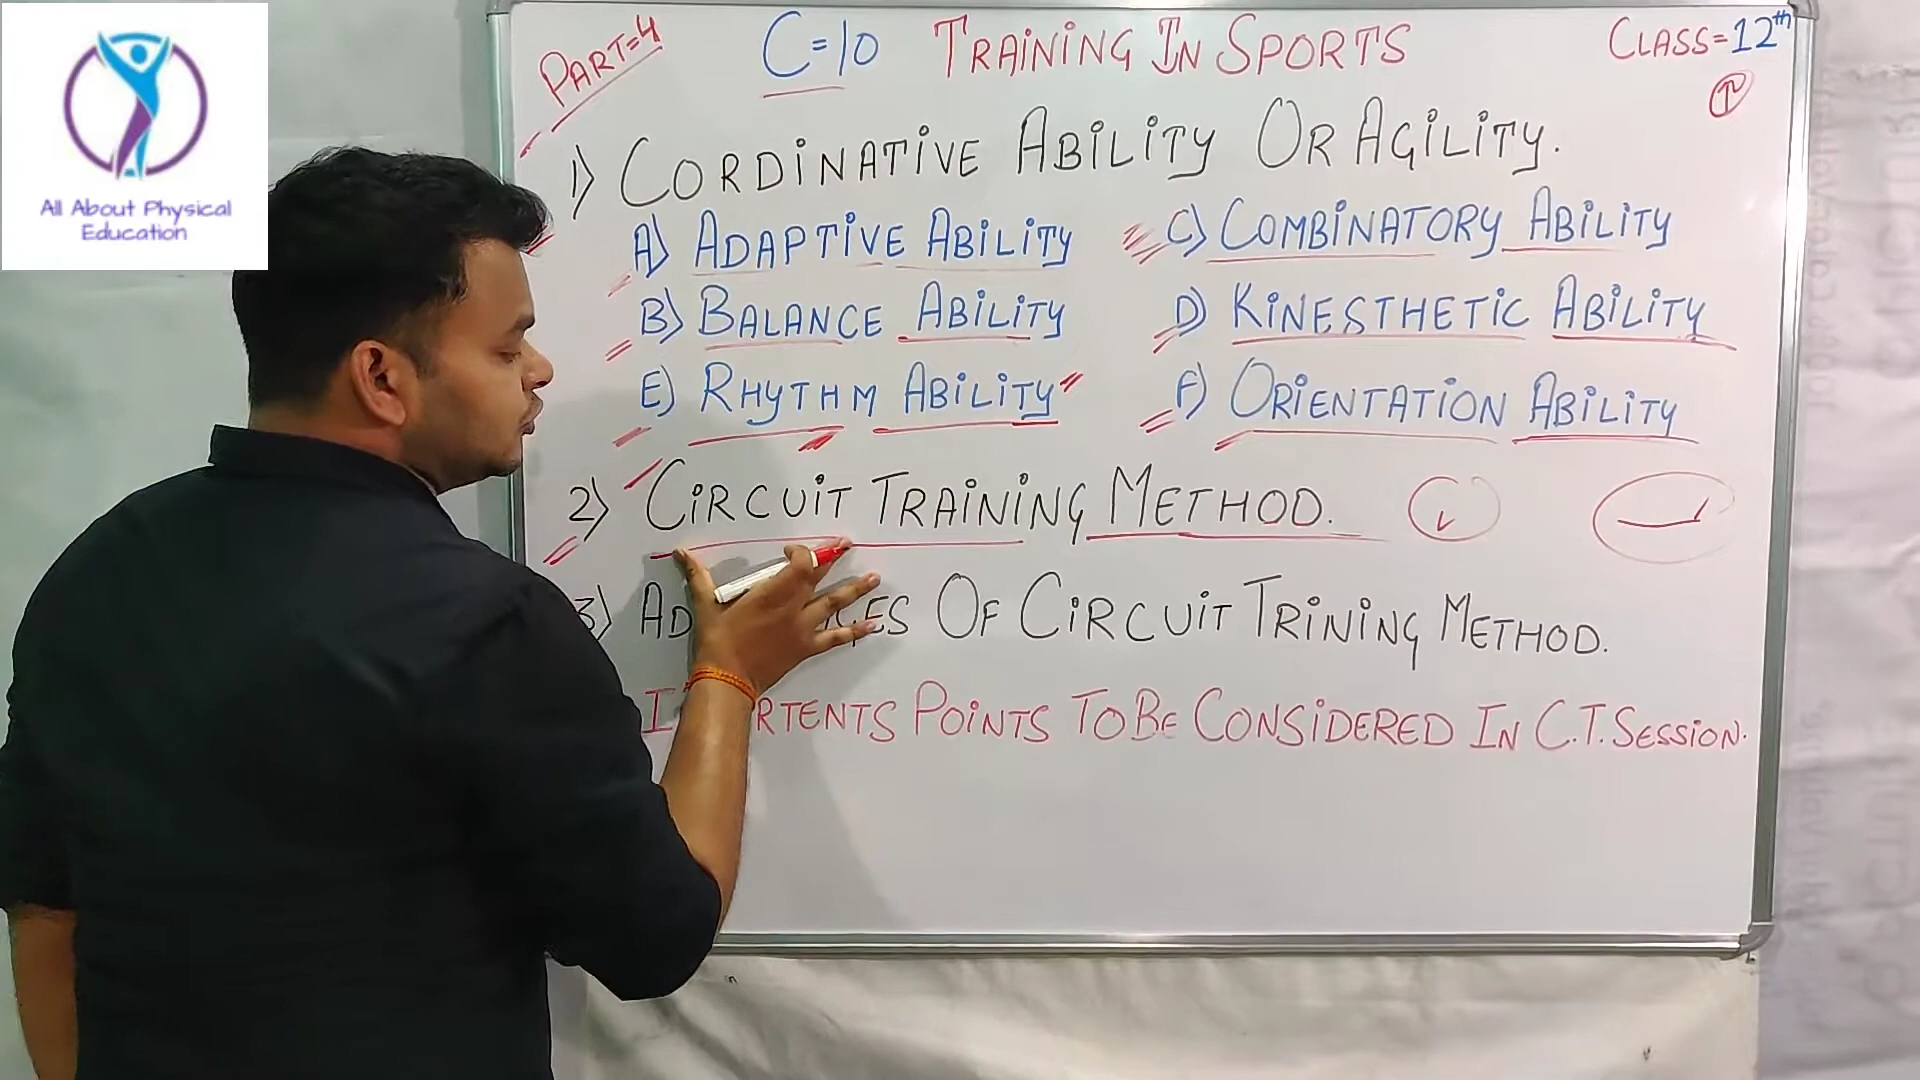 All About Physical
Education
PART=4
C=10 TRAINING IN SPORTS
CLASS=12th
1) CORDINATIVE ABILITY OR AGILITY.
A) ADAPTIVE ABILITY C) COMBINATORY ABILITY
B) BALANCE ABILITY D) KINESTHETIC ABILITY
E) RHYTHM ABILITY F) ORIENTATION ABILITY
2) CIRCUIT TRAINING METHOD.
3) OF CIRCUIT TRINING METHOD.
POINTS TO BE CONSIDERED IN C.T. SESSION.